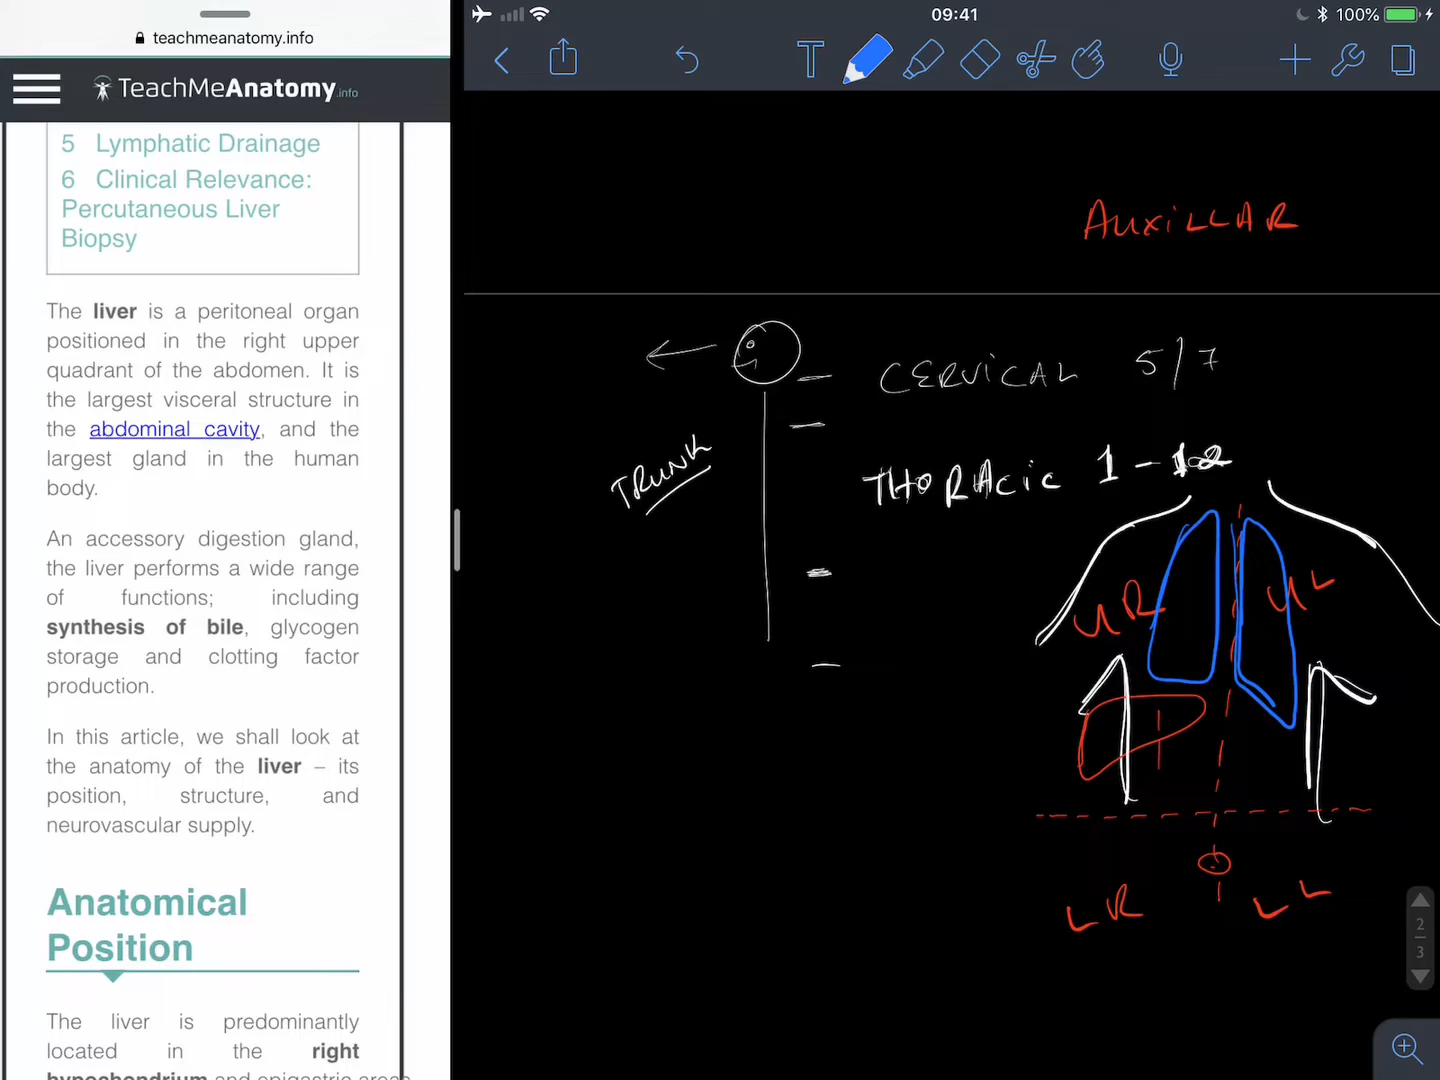 teachmeanatomy.info
TeachMeAnatomy.info
5 Lymphatic Drainage
6 Clinical Relevance:
Percutaneous Liver
Biopsy
The liver is a peritoneal organ
positioned in the right upper
quadrant of the abdomen. It is
the largest visceral structure in
the abdominal cavity, and the
largest gland in the human
body.
An accessory digestion gland,
the liver performs a wide range
of functions; including
synthesis of bile, glycogen
storage and clotting factor
production.
In this article, we shall look at
the anatomy of the liver – its
position, structure, and
neurovascular supply.
Anatomical
Position
The liver is predominantly
located in the right
hypochondrium and epigastric areas
09:41
100%
T
AUXiLLAR
CERViCAL 5/7
TRUNK
THORACic 1-12
UR
UL
LR
LL
2
3